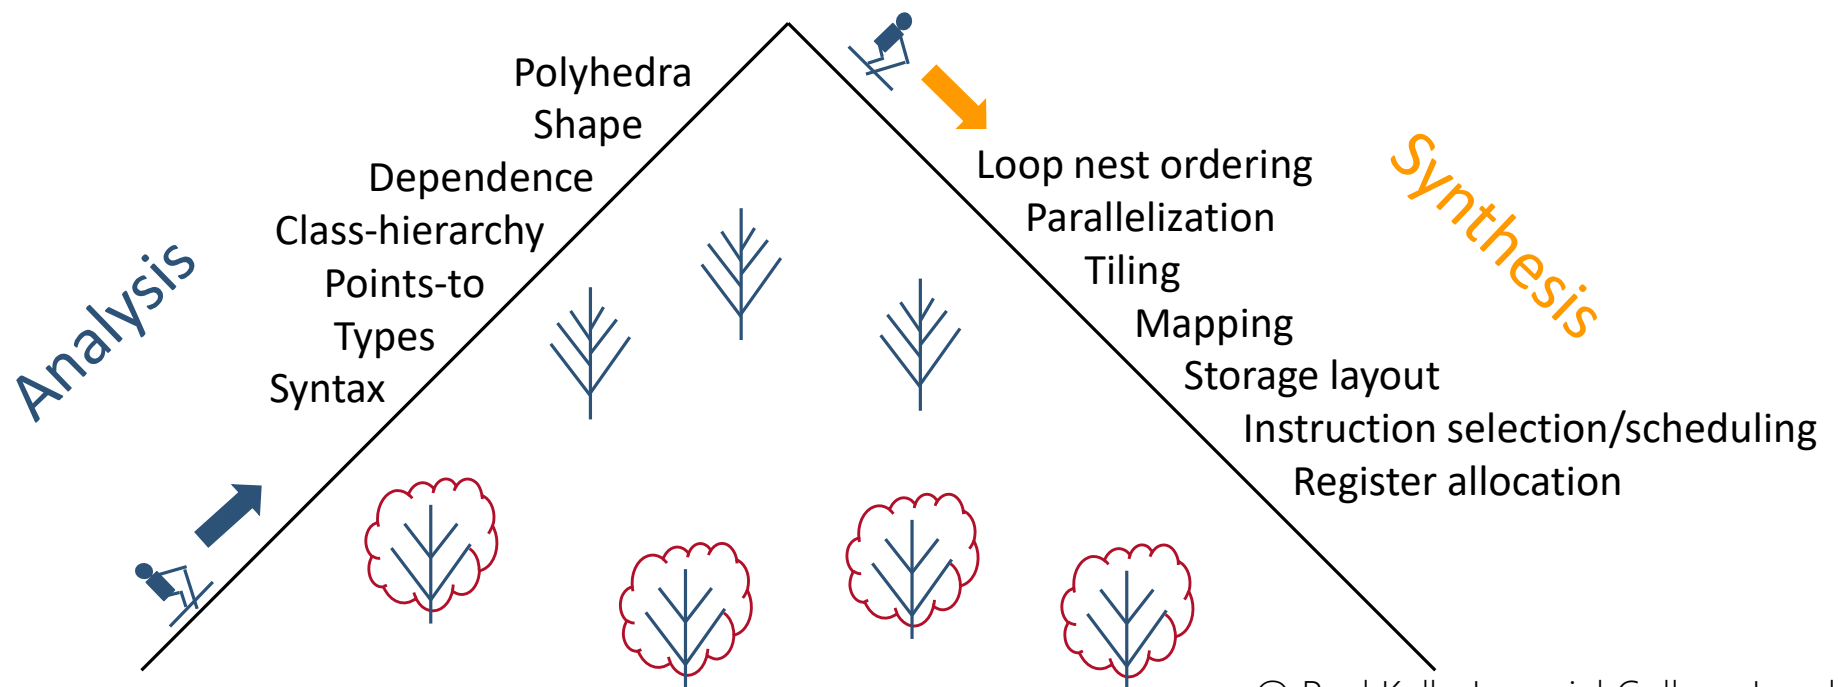 Polyhedra
Shape
Dependence
Class-hierarchy
Points-to
Types
Syntax
Analysis
Loop nest ordering
Parallelization
Tiling
Mapping
Storage layout
Instruction selection/scheduling
Register allocation
Synthesis